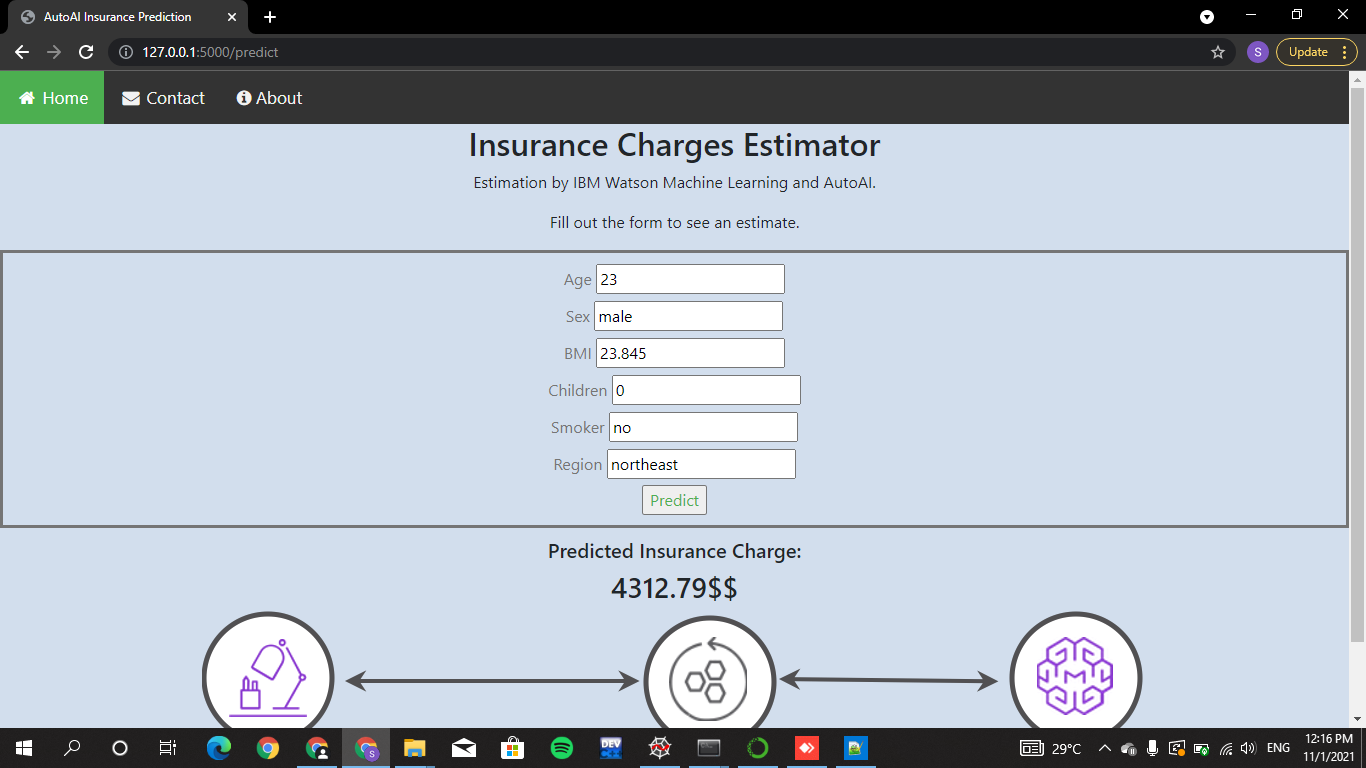 AutoAI Insurance Prediction
127.0.0.1:5000/predict
S
Update
Home
Contact
About
Insurance Charges Estimator
Estimation by IBM Watson Machine Learning and AutoAI.
Fill out the form to see an estimate.
Age 23
Sex male
BMI 23.845
Children 0
Smoker no
Region northeast
Predict
Predicted Insurance Charge:
4312.79$$
S
DEV
29°C
ENG
12:16 PM
11/1/2021